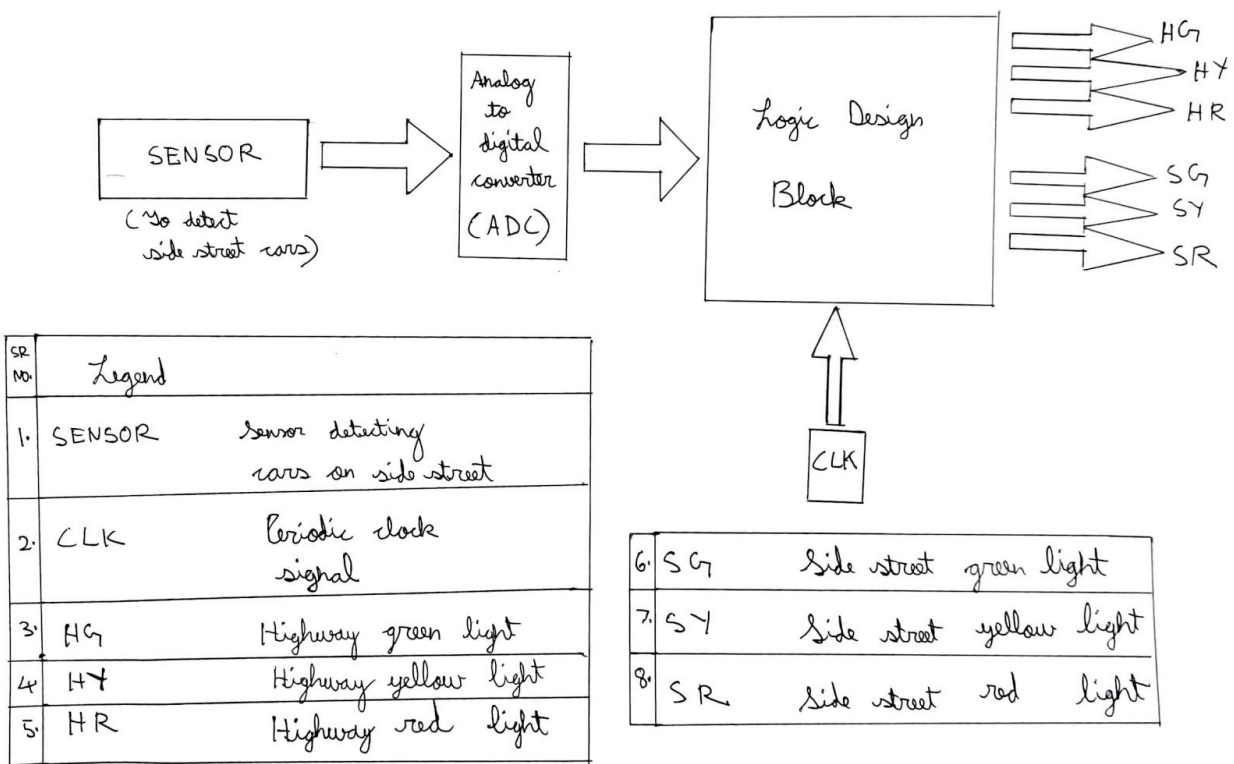 SENSOR
(To detect
side street cars)
Analog
to
digital
converter
(ADC)
Logic Design
Block
HG
HY
HR
SG
SY
SR
CLK
SR
NO. Legend
1. SENSOR Sensor detecting
cars on side street
2. CLK Periodic clock
signal
3. HG Highway green light
4 HY Highway yellow light
5. HR Highway red light
6. SG Side street green light
7. SY Side street yellow light
8. SR Side street red light